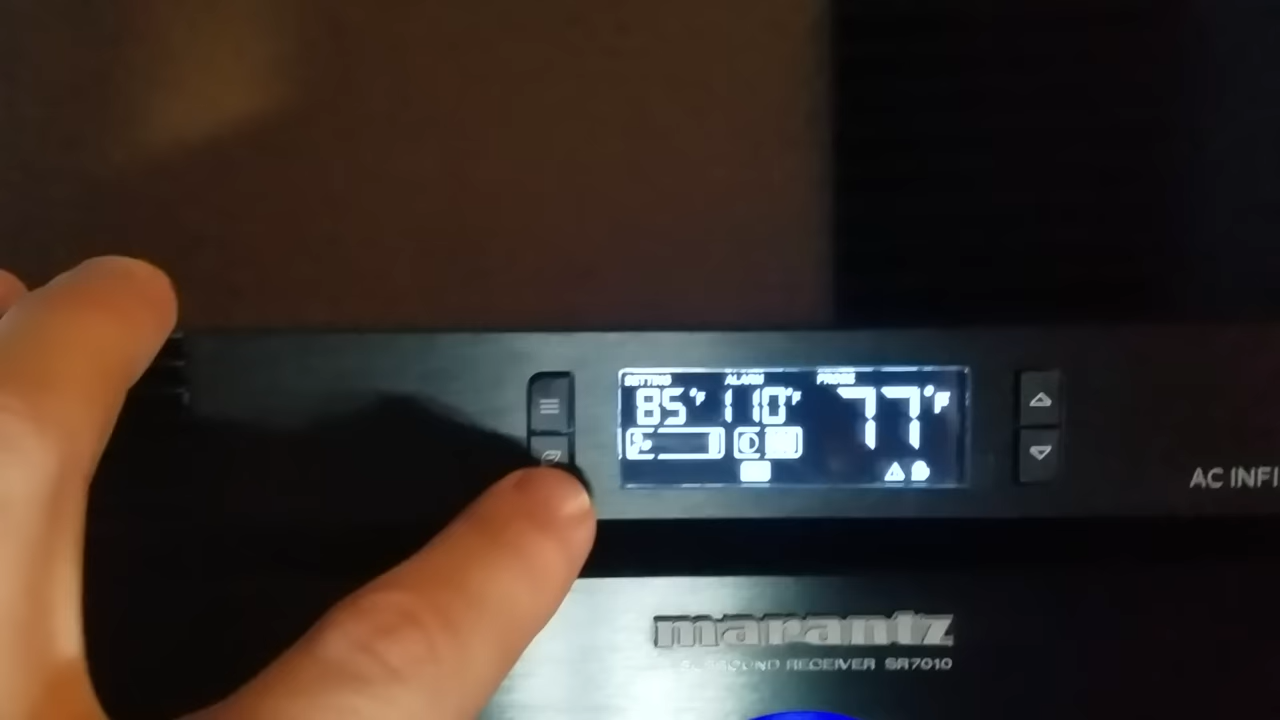 SETTING ALARM PROBE
85°F 110°F 77°F
AC INFI
marantz
SURROUND RECEIVER SR7010